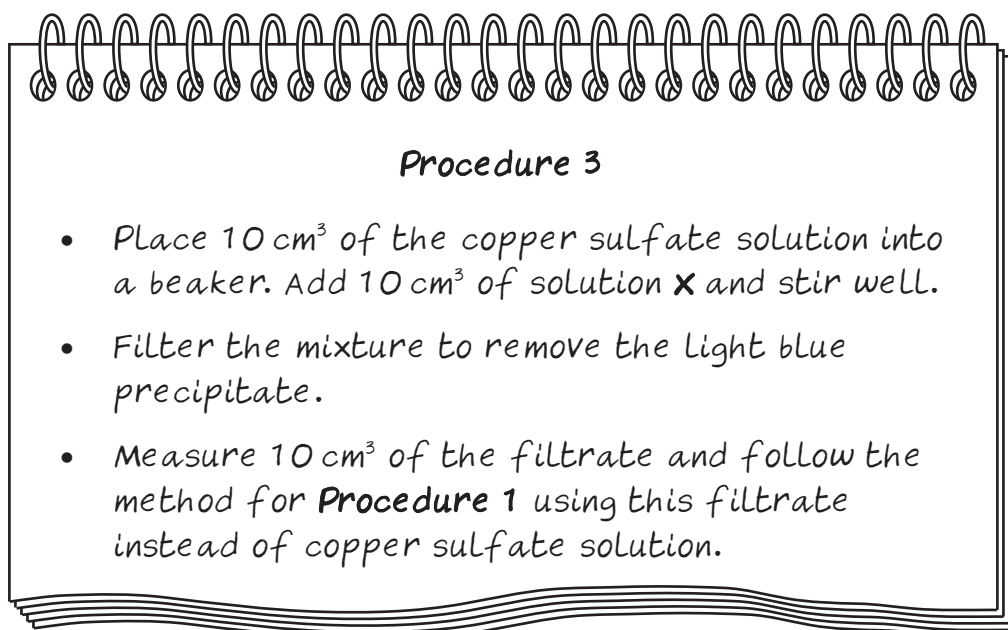 Procedure 3
• Place 10 cm³ of the copper sulfate solution into
a beaker. Add 10 cm³ of solution X and stir well.
• Filter the mixture to remove the light blue
precipitate.
• Measure 10 cm³ of the filtrate and follow the
method for Procedure 1 using this filtrate
instead of copper sulfate solution.